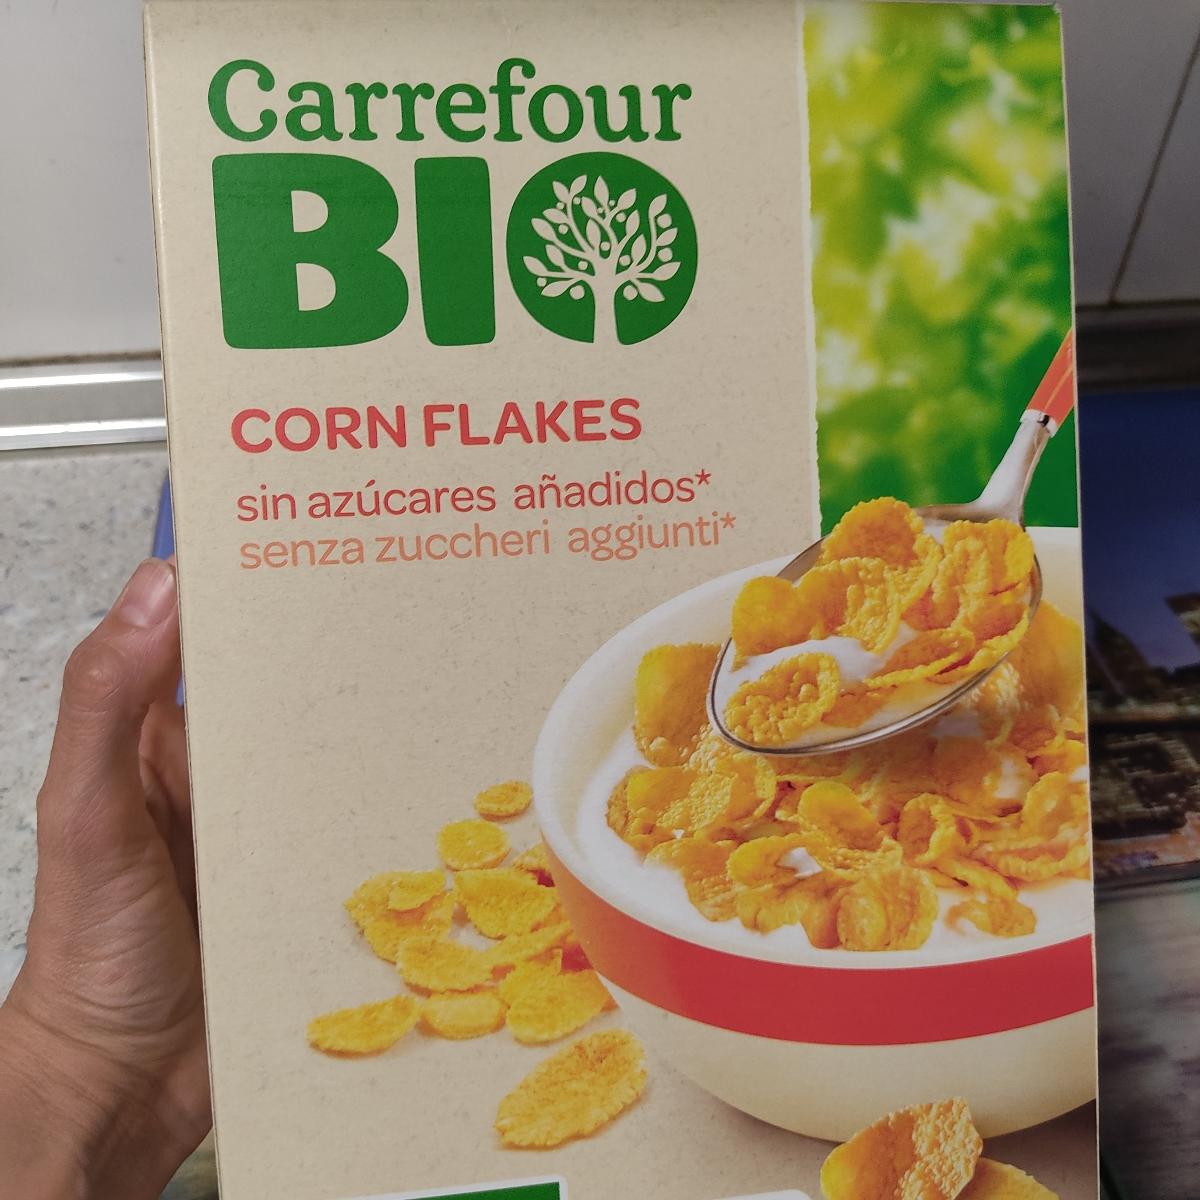 Carrefour
BIO
CORN FLAKES
sin azúcares añadidos*
senza zuccheri aggiunti*